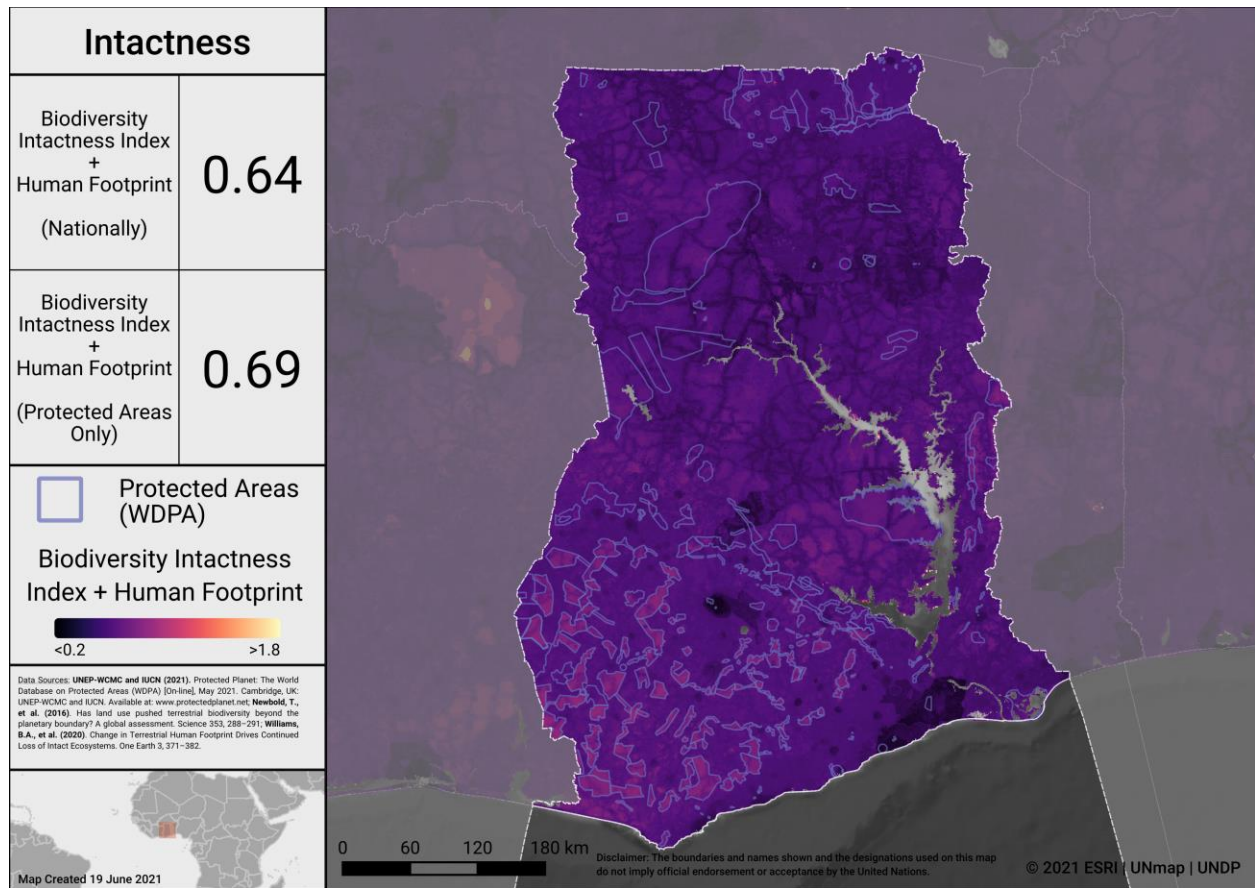 Intactness
Biodiversity
Intactness Index
+
Human Footprint
(Nationally)
0.64
Biodiversity
Intactness Index
+
Human Footprint
(Protected Areas
Only)
0.69
Protected Areas
(WDPA)
Biodiversity Intactness
Index + Human Footprint
<0.2
>1.8
Data Sources: UNEP-WCMC and IUCN (2021). Protected Planet: The World
Database on Protected Areas (WDPA) [On-line], May 2021. Cambridge, UK:
UNEP-WCMC and IUCN. Available at: www.protectedplanet.net; Newbold, T.,
et al. (2016). Has land use pushed terrestrial biodiversity beyond the
planetary boundary? A global assessment. Science 353, 288–291; Williams,
B.A., et al. (2020). Change in Terrestrial Human Footprint Drives Continued
Loss of Intact Ecosystems. One Earth 3, 371–382.
Map Created 19 June 2021
0 60 120 180 km
Disclaimer: The boundaries and names shown and the designations used on this map
do not imply official endorsement or acceptance by the United Nations.
© 2021 ESRI | UNmap | UNDP